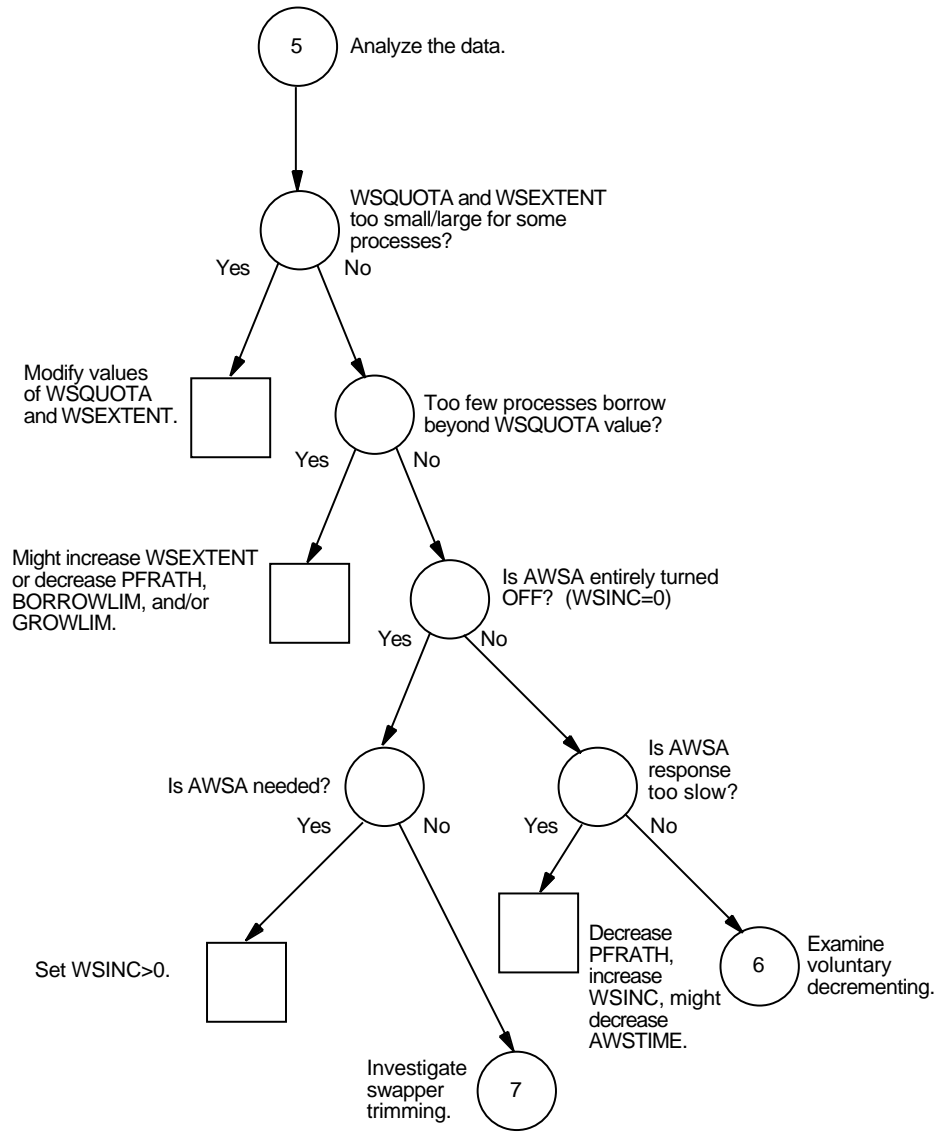 5
Analyze the data.
WSQUOTA and WSEXTENT
too small/large for some
processes?
Yes
No
Modify values
of WSQUOTA
and WSEXTENT.
Too few processes borrow
beyond WSQUOTA value?
Yes
No
Might increase WSEXTENT
or decrease PFRATH,
BORROWLIM, and/or
GROWLIM.
Is AWSA entirely turned
OFF? (WSINC=0)
Yes
No
Is AWSA needed?
Yes
No
Is AWSA
response
too slow?
Yes
No
Set WSINC>0.
Decrease
PFRATH,
increase
WSINC, might
decrease
AWSTIME.
6
Examine
voluntary
decrementing.
Investigate
swapper
trimming.
7